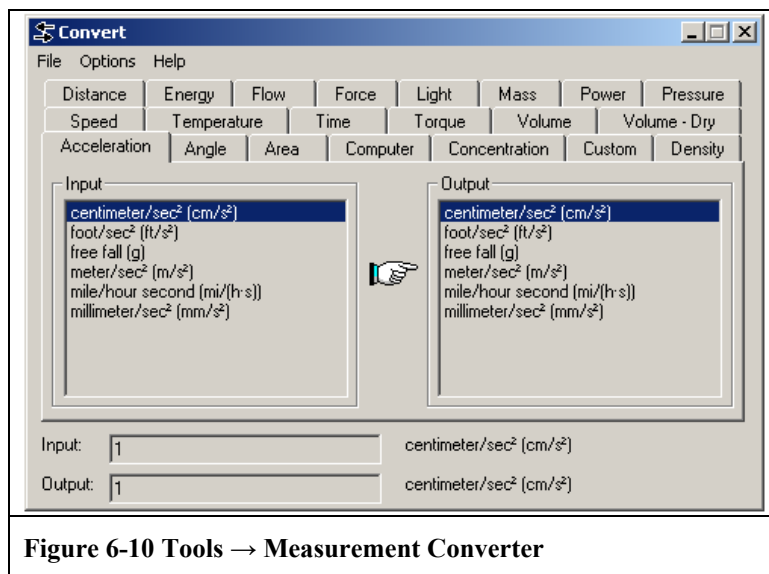 Convert
File Options Help
Distance Energy Flow Force Light Mass Power Pressure
Speed Temperature Time Torque Volume Volume - Dry
Acceleration Angle Area Computer Concentration Custom Density
Input
centimeter/sec² (cm/s²)
foot/sec² (ft/s²)
free fall (g)
meter/sec² (m/s²)
mile/hour second (mi/(h·s))
millimeter/sec² (mm/s²)
Output
centimeter/sec² (cm/s²)
foot/sec² (ft/s²)
free fall (g)
meter/sec² (m/s²)
mile/hour second (mi/(h·s))
millimeter/sec² (mm/s²)
Input: 1 centimeter/sec² (cm/s²)
Output: 1 centimeter/sec² (cm/s²)
Figure 6-10 Tools → Measurement Converter